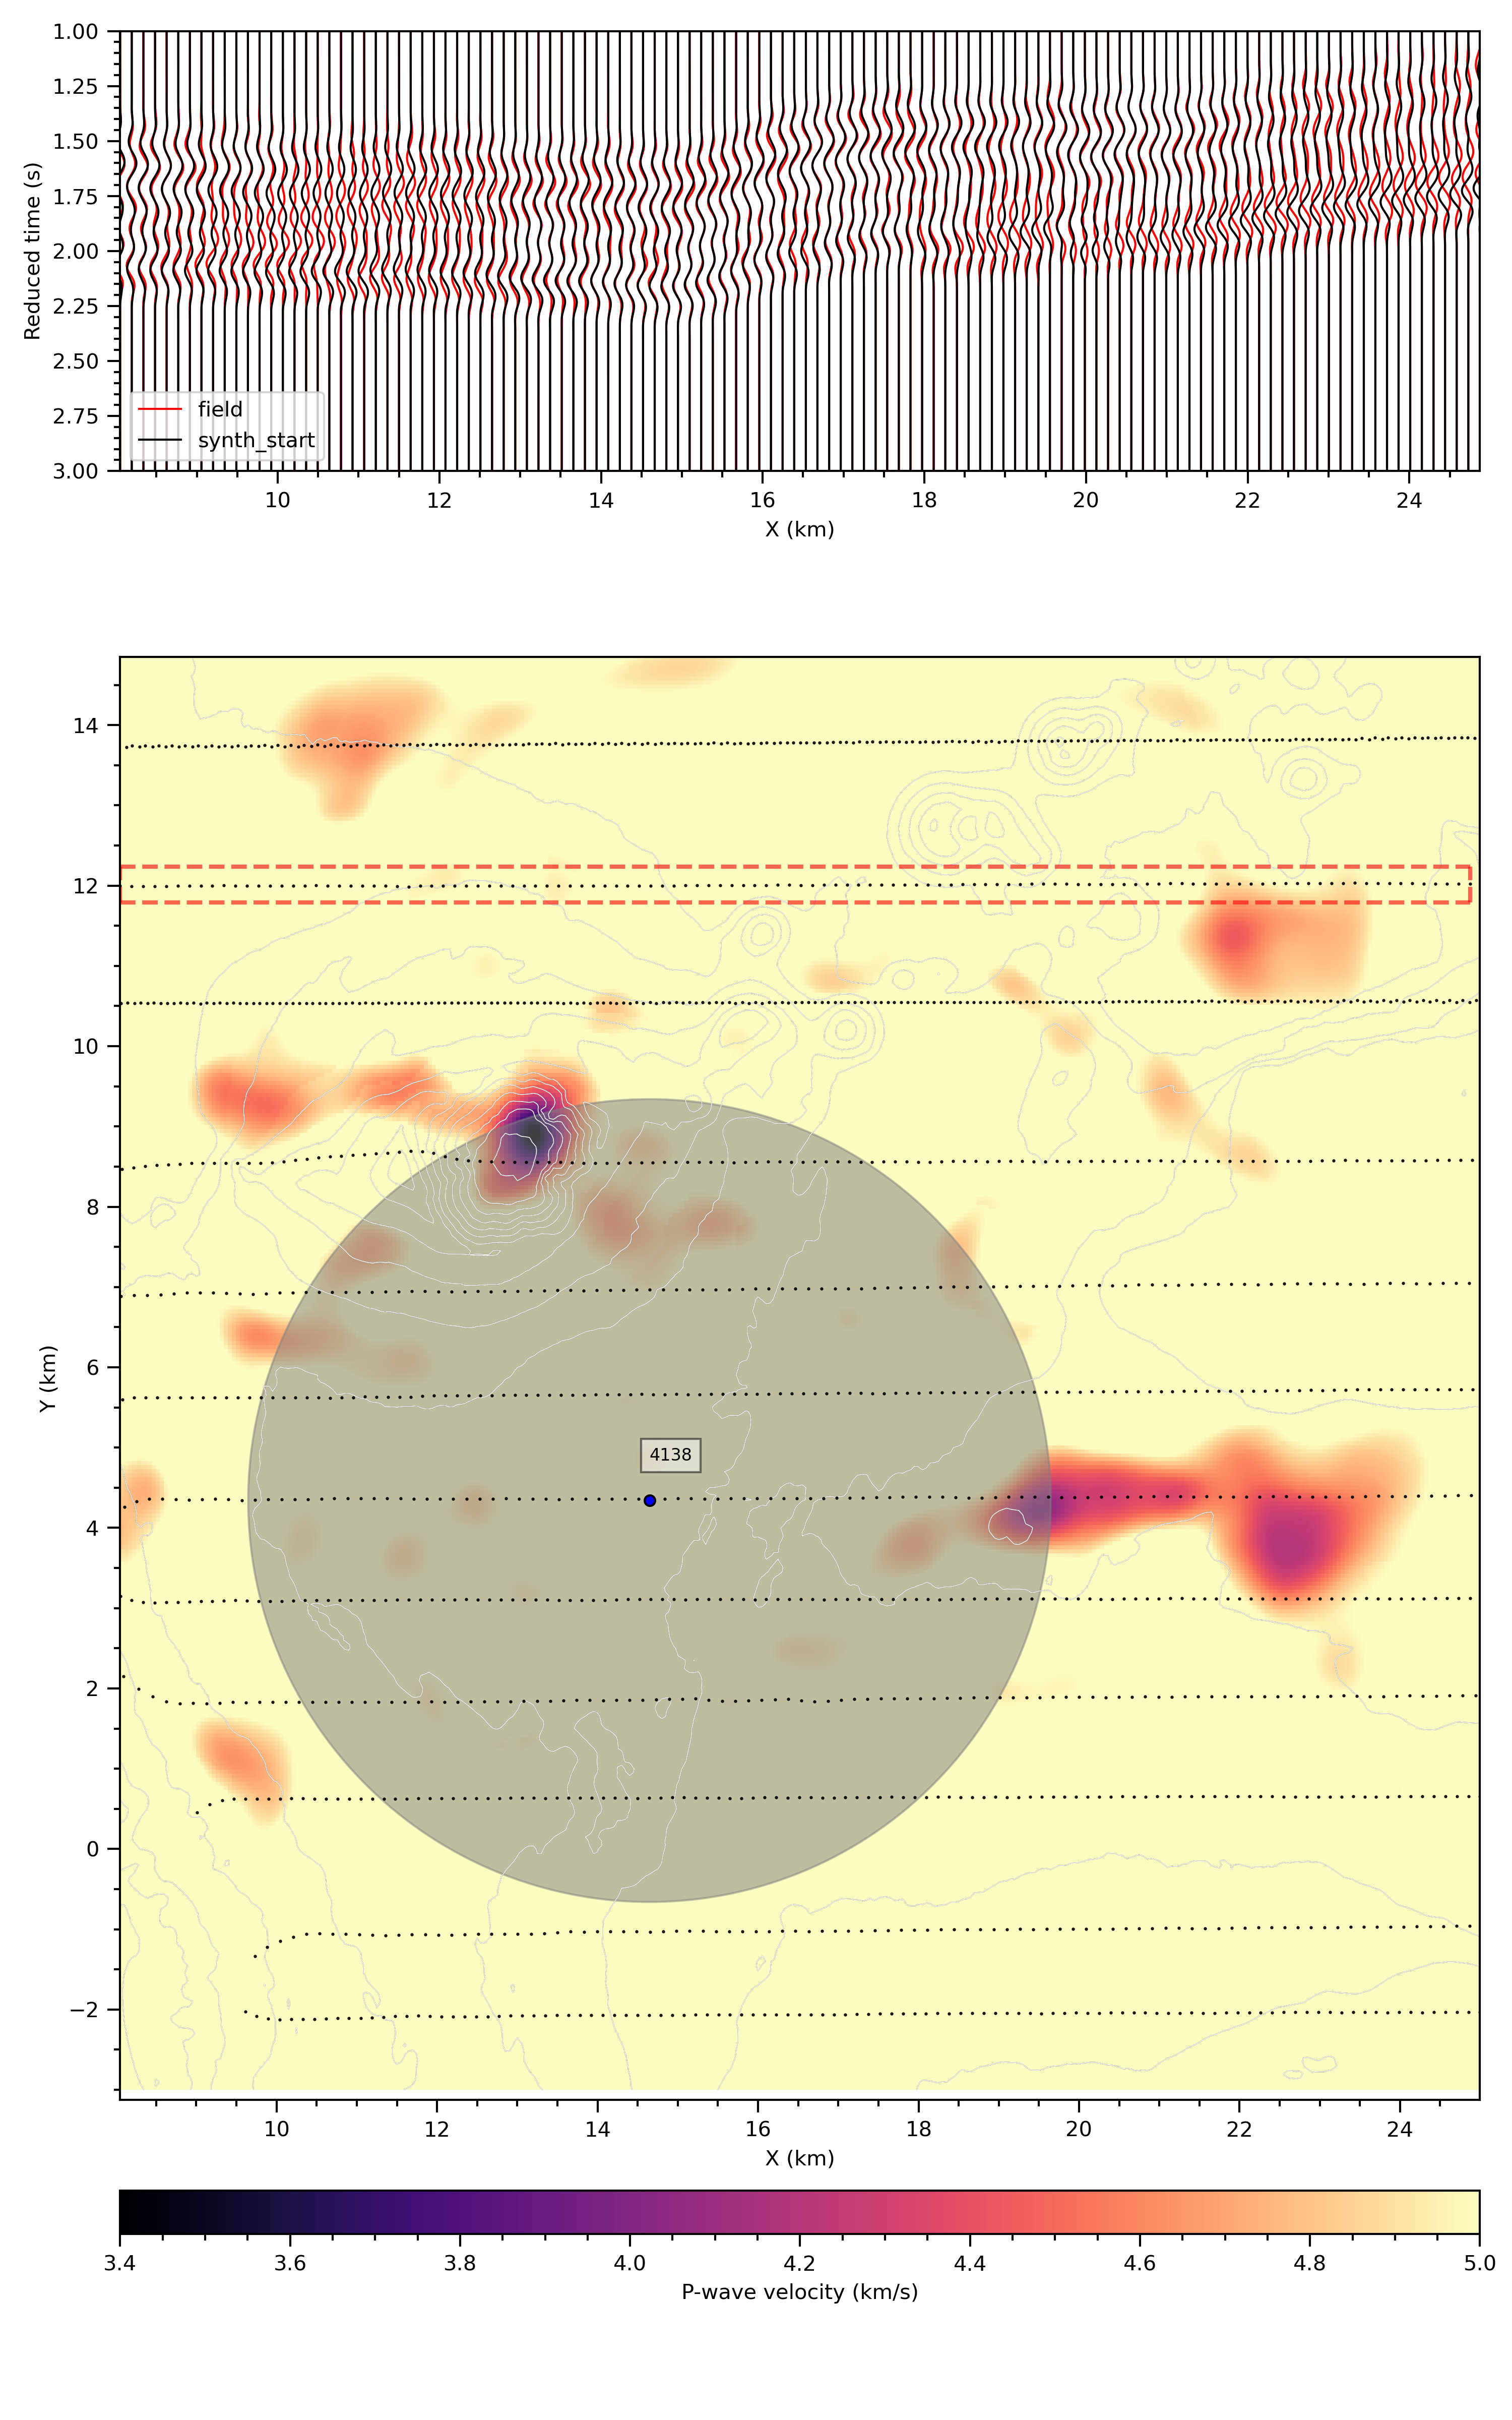 1.00
1.25
1.50
1.75
2.00
2.25
2.50
2.75
3.00
Reduced time (s)
field
synth_start
10 12 14 16 18 20 22 24
X (km)
14
12
10
8
6
4
2
0
−2
Y (km)
4138
10 12 14 16 18 20 22 24
X (km)
3.4 3.6 3.8 4.0 4.2 4.4 4.6 4.8 5.0
P-wave velocity (km/s)